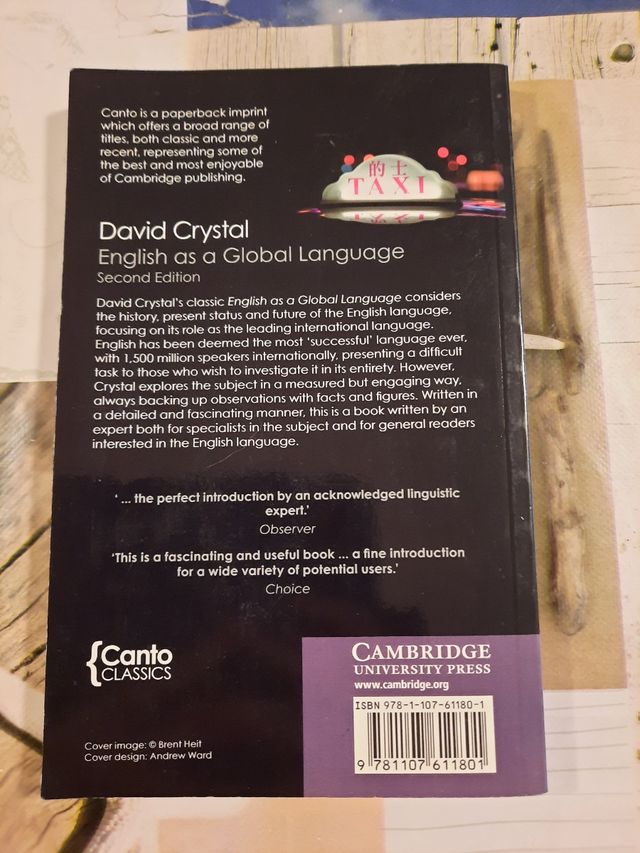 Canto is a paperback imprint
which offers a broad range of
titles, both classic and more
recent, representing some of
the best and most enjoyable
of Cambridge publishing.
的士
TAXI
David Crystal
English as a Global Language
Second Edition
David Crystal's classic English as a Global Language considers
the history, present status and future of the English language,
focusing on its role as the leading international language.
English has been deemed the most 'successful' language ever,
with 1,500 million speakers internationally, presenting a difficult
task to those who wish to investigate it in its entirety. However,
Crystal explores the subject in a measured but engaging way,
always backing up observations with facts and figures. Written in
a detailed and fascinating manner, this is a book written by an
expert both for specialists in the subject and for general readers
interested in the English language.
' ... the perfect introduction by an acknowledged linguistic
expert.'
Observer
'This is a fascinating and useful book ... a fine introduction
for a wide variety of potential users.'
Choice
{Canto
CLASSICS
Cover image: © Brent Heit
Cover design: Andrew Ward
CAMBRIDGE
UNIVERSITY PRESS
www.cambridge.org
ISBN 978-1-107-61180-1
9 781107 611801